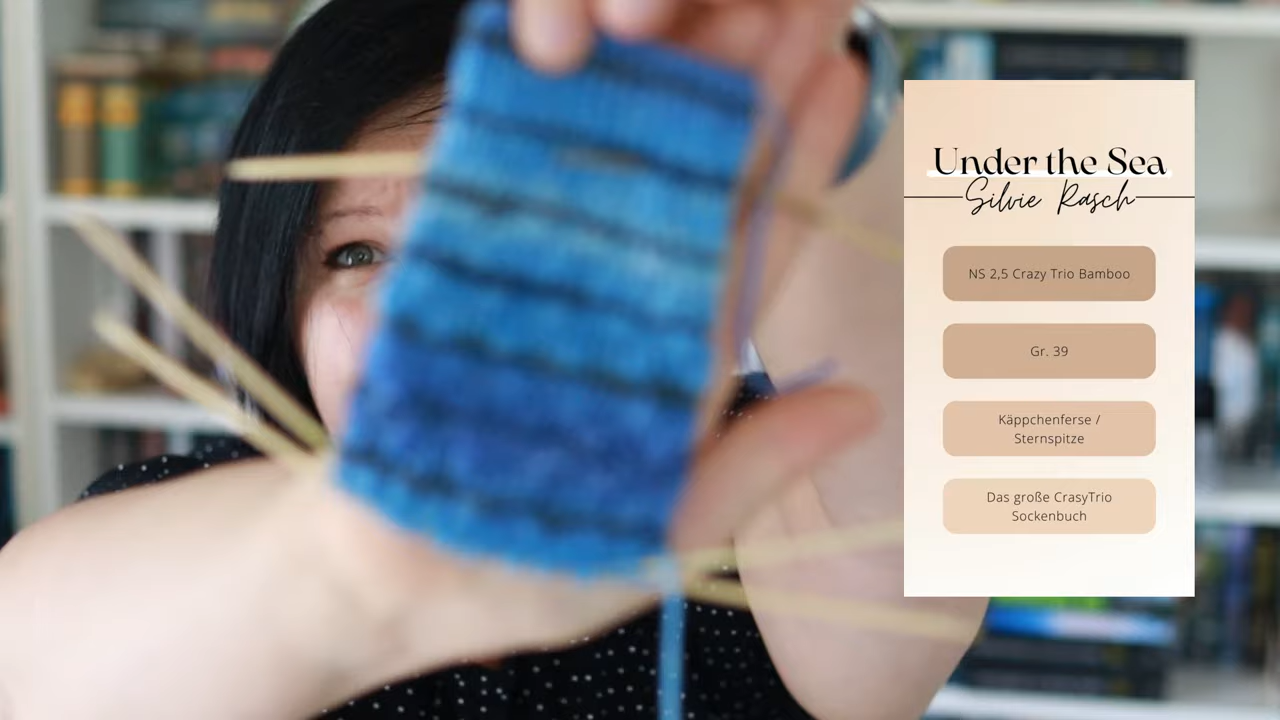 Under the Sea
Silvie Rasch
NS 2,5 Crazy Trio Bamboo
Gr. 39
Käppchenferse /
Sternspitze
Das große CrasyTrio
Sockenbuch